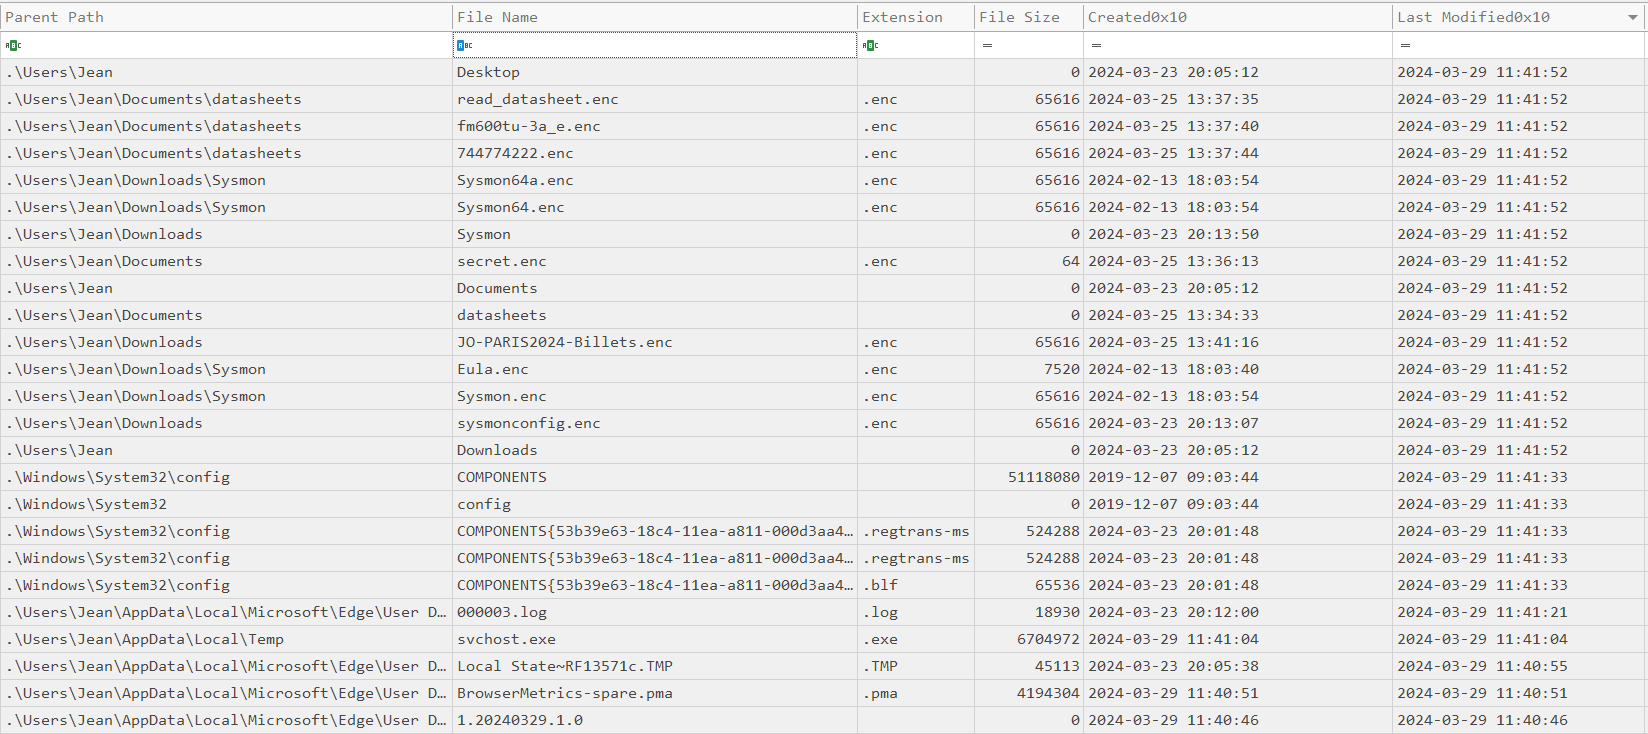 Parent Path File Name Extension File Size Created0x10 Last Modified0x10
ABC ABC ABC = = =
.\Users\Jean Desktop 0 2024-03-23 20:05:12 2024-03-29 11:41:52
.\Users\Jean\Documents\datasheets read_datasheet.enc .enc 65616 2024-03-25 13:37:35 2024-03-29 11:41:52
.\Users\Jean\Documents\datasheets fm600tu-3a_e.enc .enc 65616 2024-03-25 13:37:40 2024-03-29 11:41:52
.\Users\Jean\Documents\datasheets 744774222.enc .enc 65616 2024-03-25 13:37:44 2024-03-29 11:41:52
.\Users\Jean\Downloads\Sysmon Sysmon64a.enc .enc 65616 2024-02-13 18:03:54 2024-03-29 11:41:52
.\Users\Jean\Downloads\Sysmon Sysmon64.enc .enc 65616 2024-02-13 18:03:54 2024-03-29 11:41:52
.\Users\Jean\Downloads Sysmon 0 2024-03-23 20:13:50 2024-03-29 11:41:52
.\Users\Jean\Documents secret.enc .enc 64 2024-03-25 13:36:13 2024-03-29 11:41:52
.\Users\Jean Documents 0 2024-03-23 20:05:12 2024-03-29 11:41:52
.\Users\Jean\Documents datasheets 0 2024-03-25 13:34:33 2024-03-29 11:41:52
.\Users\Jean\Downloads JO-PARIS2024-Billets.enc .enc 65616 2024-03-25 13:41:16 2024-03-29 11:41:52
.\Users\Jean\Downloads\Sysmon Eula.enc .enc 7520 2024-02-13 18:03:40 2024-03-29 11:41:52
.\Users\Jean\Downloads\Sysmon Sysmon.enc .enc 65616 2024-02-13 18:03:54 2024-03-29 11:41:52
.\Users\Jean\Downloads sysmonconfig.enc .enc 65616 2024-03-23 20:13:07 2024-03-29 11:41:52
.\Users\Jean Downloads 0 2024-03-23 20:05:12 2024-03-29 11:41:52
.\Windows\System32\config COMPONENTS 51118080 2019-12-07 09:03:44 2024-03-29 11:41:33
.\Windows\System32 config 0 2019-12-07 09:03:44 2024-03-29 11:41:33
.\Windows\System32\config COMPONENTS{53b39e63-18c4-11ea-a811-000d3aa4… .regtrans-ms 524288 2024-03-23 20:01:48 2024-03-29 11:41:33
.\Windows\System32\config COMPONENTS{53b39e63-18c4-11ea-a811-000d3aa4… .regtrans-ms 524288 2024-03-23 20:01:48 2024-03-29 11:41:33
.\Windows\System32\config COMPONENTS{53b39e63-18c4-11ea-a811-000d3aa4… .blf 65536 2024-03-23 20:01:48 2024-03-29 11:41:33
.\Users\Jean\AppData\Local\Microsoft\Edge\User D… 000003.log .log 18930 2024-03-23 20:12:00 2024-03-29 11:41:21
.\Users\Jean\AppData\Local\Temp svchost.exe .exe 6704972 2024-03-29 11:41:04 2024-03-29 11:41:04
.\Users\Jean\AppData\Local\Microsoft\Edge\User D… Local State~RF13571c.TMP .TMP 45113 2024-03-23 20:05:38 2024-03-29 11:40:55
.\Users\Jean\AppData\Local\Microsoft\Edge\User D… BrowserMetrics-spare.pma .pma 4194304 2024-03-29 11:40:51 2024-03-29 11:40:51
.\Users\Jean\AppData\Local\Microsoft\Edge\User D… 1.20240329.1.0 0 2024-03-29 11:40:46 2024-03-29 11:40:46